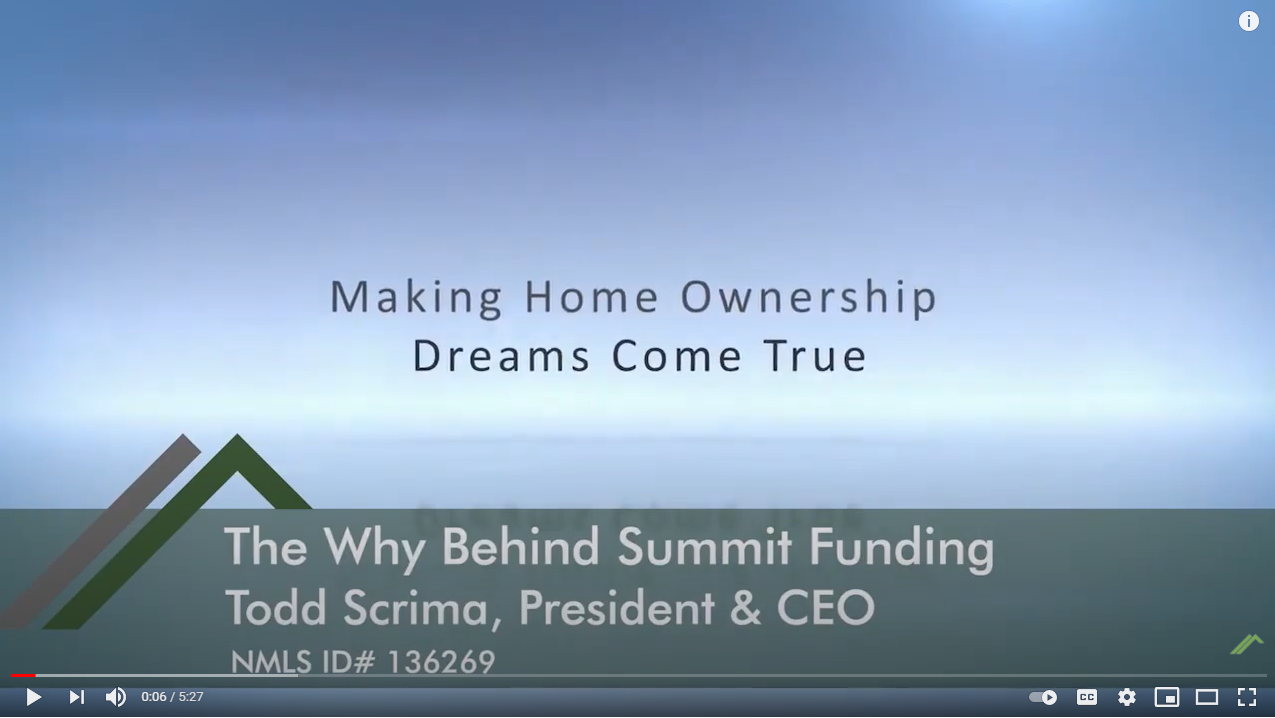 Making Home Ownership
Dreams Come True
The Why Behind Summit Funding
Todd Scrima, President & CEO
NMLS ID# 136269
0:06 / 5:27
CC